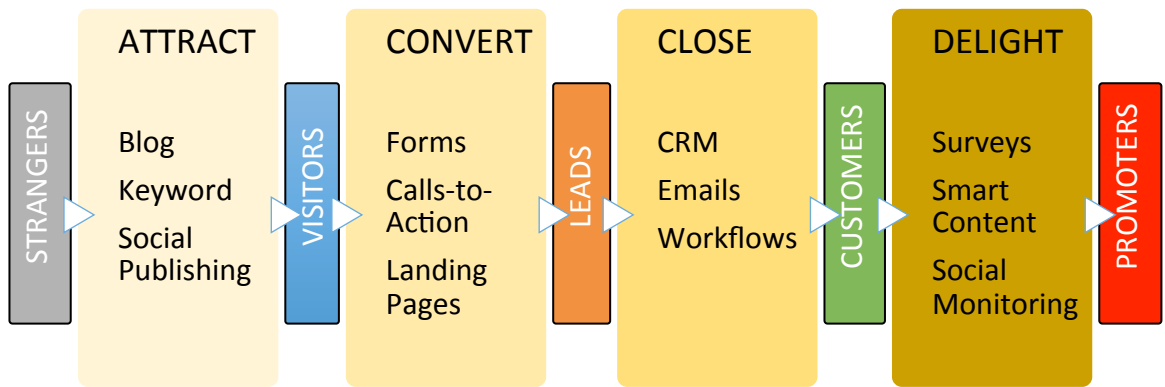 STRANGERS
ATTRACT
Blog
Keyword
Social
Publishing
VISITORS
CONVERT
Forms
Calls-to-
Action
Landing
Pages
LEADS
CLOSE
CRM
Emails
Workflows
CUSTOMERS
DELIGHT
Surveys
Smart
Content
Social
Monitoring
PROMOTERS